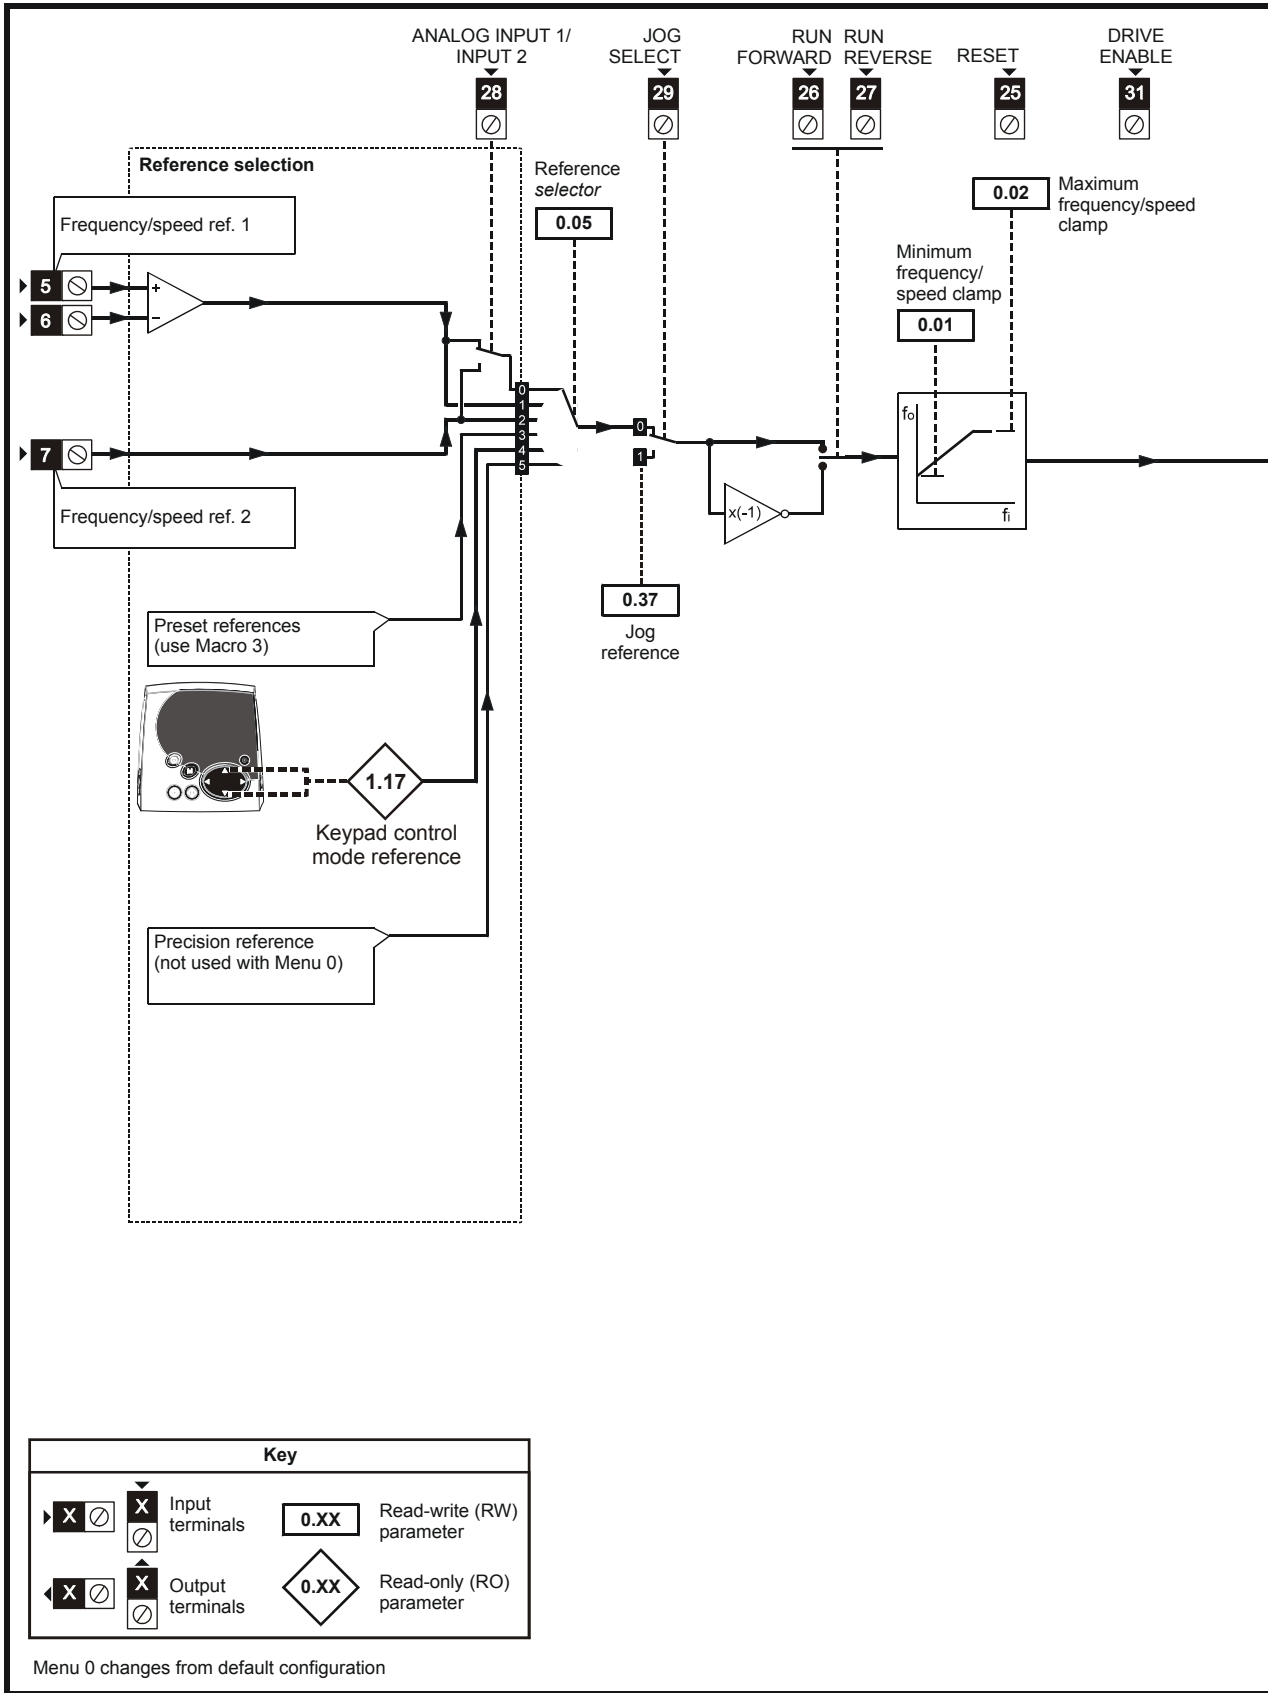 ANALOG INPUT 1/
INPUT 2
28
JOG
SELECT
29
RUN
FORWARD
26
RUN
REVERSE
27
RESET
25
DRIVE
ENABLE
31
Reference selection
Reference
selector
0.05
0.02
Maximum
frequency/speed
clamp
Minimum
frequency/
speed clamp
0.01
Frequency/speed ref. 1
5
6
+
−
0
1
2
3
4
5
7
Frequency/speed ref. 2
0
1
x(-1)
fo
fi
0.37
Jog
reference
Preset references
(use Macro 3)
M
1.17
Keypad control
mode reference
Precision reference
(not used with Menu 0)
Key
X
X
Input
terminals
0.XX
Read-write (RW)
parameter
X
X
Output
terminals
0.XX
Read-only (RO)
parameter
Menu 0 changes from default configuration